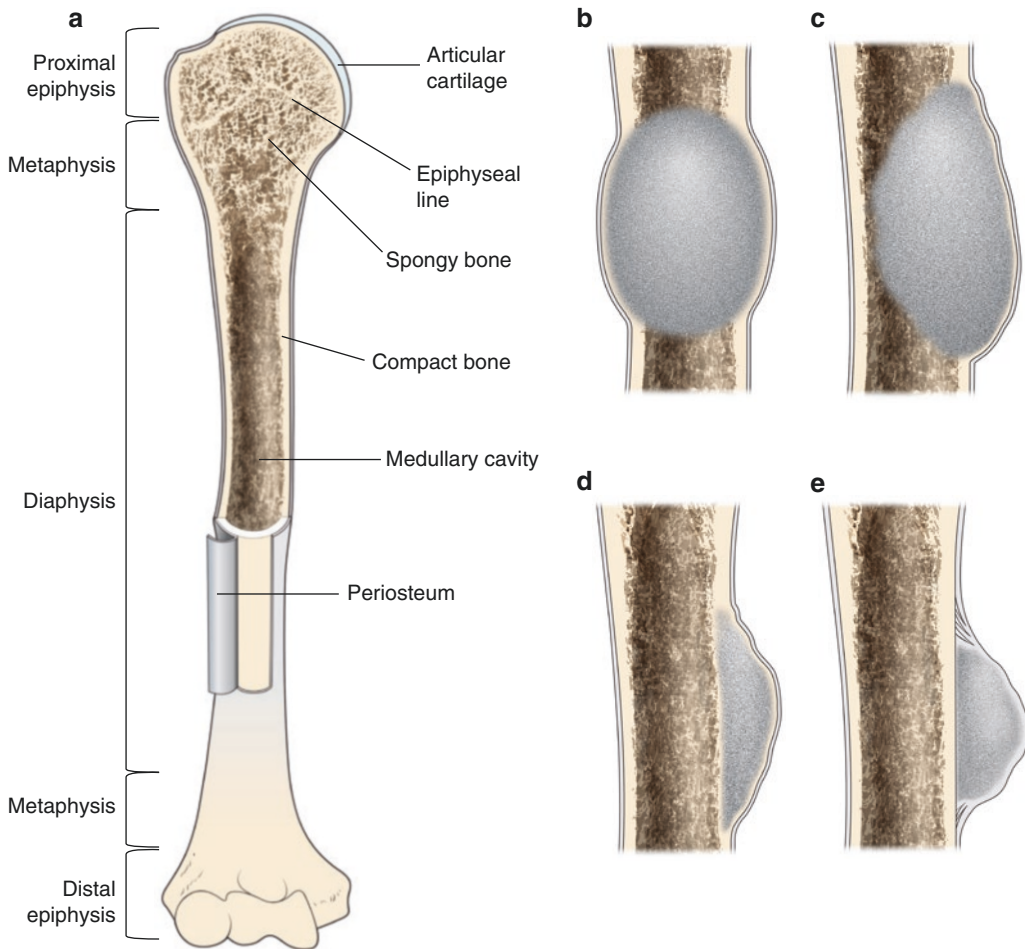 a
Proximal
epiphysis
Articular
cartilage
Metaphysis
Epiphyseal
line
Spongy bone
Compact bone
Medullary cavity
Diaphysis
Periosteum
Metaphysis
Distal
epiphysis
b
c
d
e